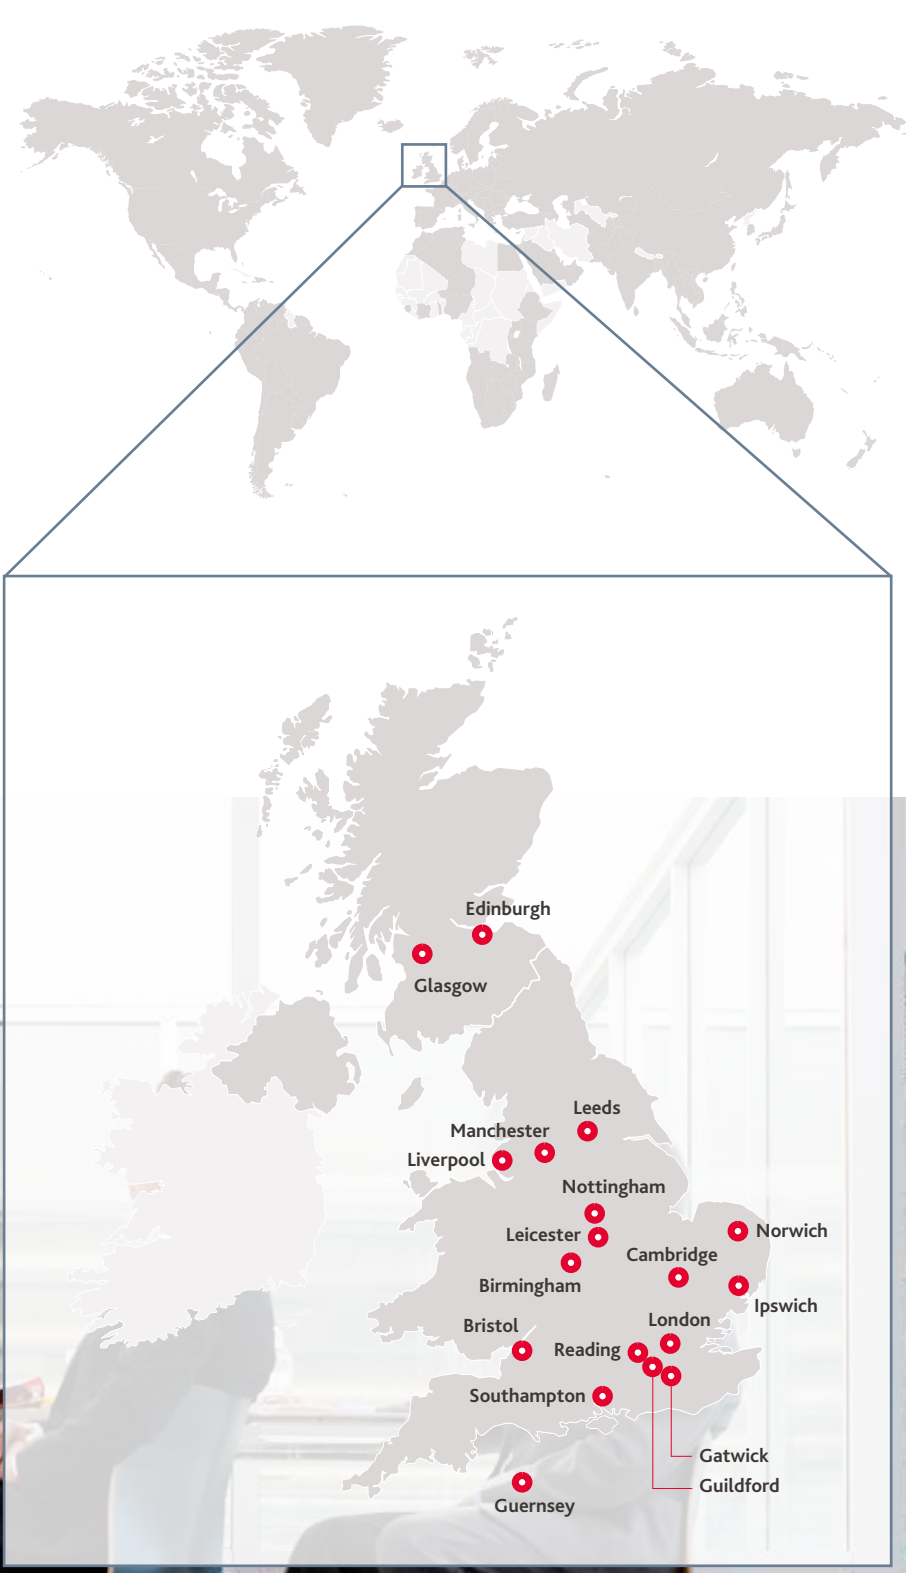 Edinburgh
Glasgow
Leeds
Manchester
Liverpool
Nottingham
Norwich
Leicester
Cambridge
Birmingham
Ipswich
London
Bristol
Reading
Southampton
Gatwick
Guildford
Guernsey